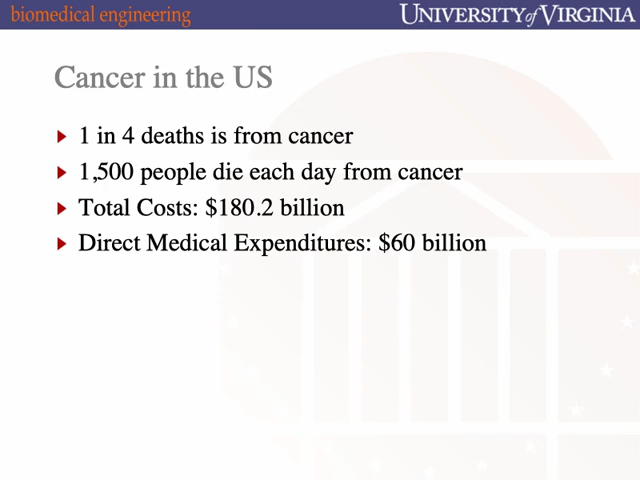 biomedical engineering
UNIVERSITY of VIRGINIA
Cancer in the US
1 in 4 deaths is from cancer
1,500 people die each day from cancer
Total Costs: $180.2 billion
Direct Medical Expenditures: $60 billion